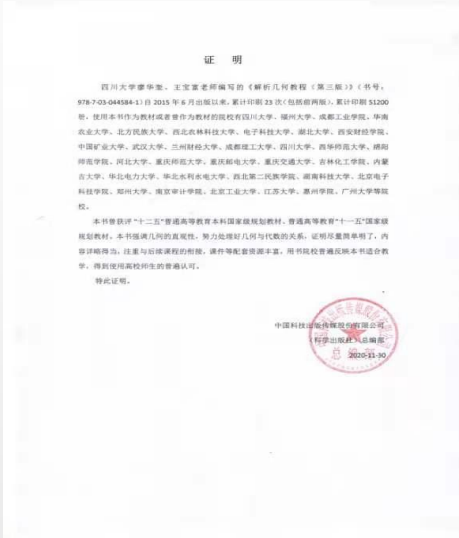 证 明
四川大学廖华奎、王宝富老师编写的《解析几何教程（第三版）》（书号：
978-7-03-044584-1）自 2015 年 6 月出版以来，累计印刷 23 次（包括前两版），累计印刷 51200
册，使用本书作为教材或者曾作为教材的院校有四川大学、福州大学、成都工业学院、华南
农业大学、北方民族大学、西北农林科技大学、电子科技大学、湖北大学、西安财经学院、
中国矿业大学、武汉大学、兰州财经大学、成都理工大学、四川大学、西华师范大学、绵阳
师范学院、河北大学、重庆师范大学、重庆邮电大学、重庆交通大学、吉林化工学院、内蒙
古大学、华北电力大学、华北水利水电大学、西北第二民族学院、湖南科技大学、北京电子
科技学院、郑州大学、南京审计学院、北京工业大学、江苏大学、惠州学院、广州大学等院
校。
本书曾获评“十二五”普通高等教育本科国家级规划教材、普通高等教育“十一五”国家级
规划教材。本书强调几何的直观性，努力处理好几何与代数的关系，证明尽量简单明了，内
容详略得当，注重与后续课程的衔接，课件等配套资源丰富，用书院校普遍反映本书适合教
学，得到使用高校师生的普遍认可。
特此证明。
中国科技出版传媒股份有限公司
（科学出版社）总编部
总编部
2020-11-30